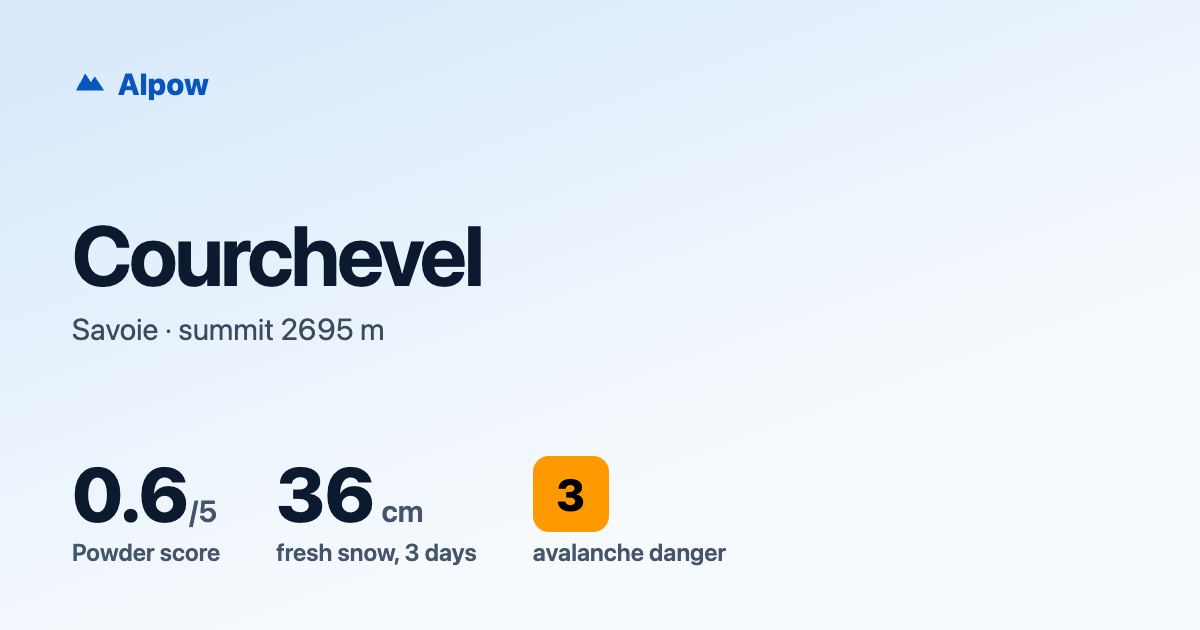 Alpow
Courchevel
Savoie · summit 2695 m
0.6/5
Powder score
36 cm
fresh snow, 3 days
3
avalanche danger